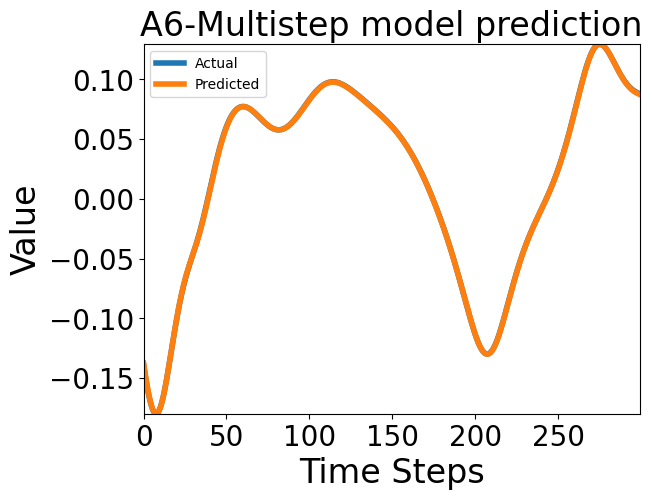 A6-Multistep model prediction
Actual
Predicted
Value
0.10
0.05
0.00
−0.05
−0.10
−0.15
0 50 100 150 200 250
Time Steps